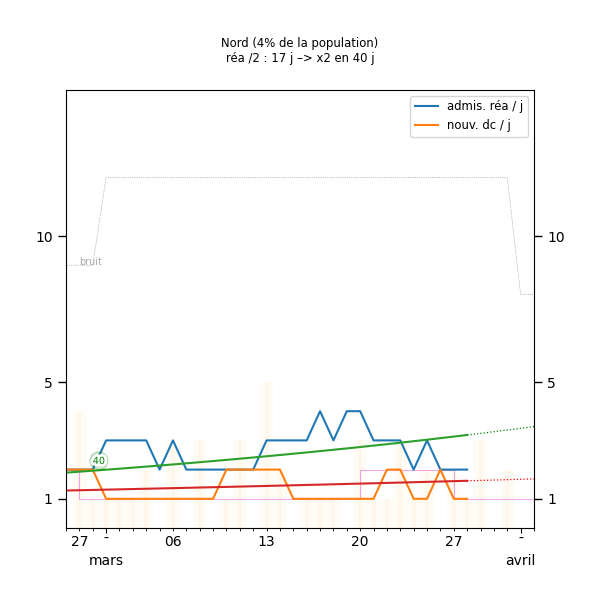 Nord (4% de la population)
réa /2 : 17 j –> x2 en 40 j
admis. réa / j
nouv. dc / j
10
10
bruit
5
5
40
1
1
27
-
06
13
20
27
-
mars
avril